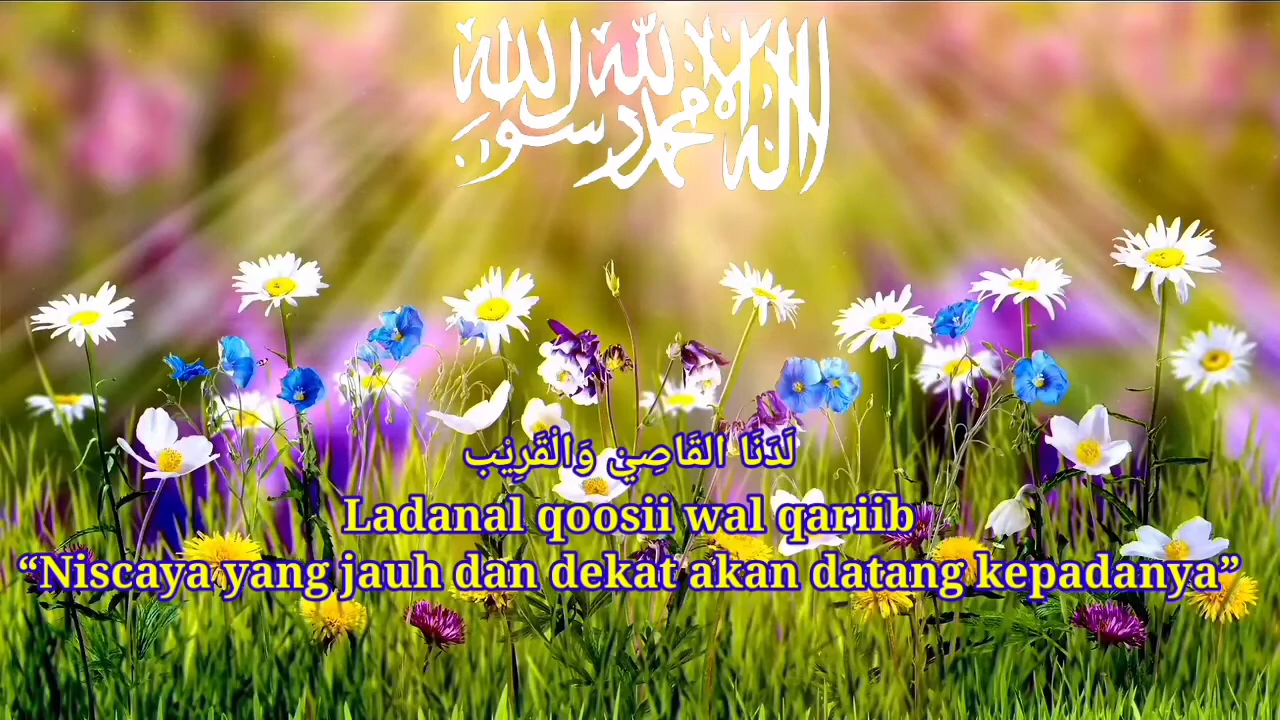 لا إله إلا الله محمد رسول الله
لَدَنَا القَاصِيْ وَالْقَرِيْب
Ladanal qoosii wal qariib
“Niscaya yang jauh dan dekat akan datang kepadanya”